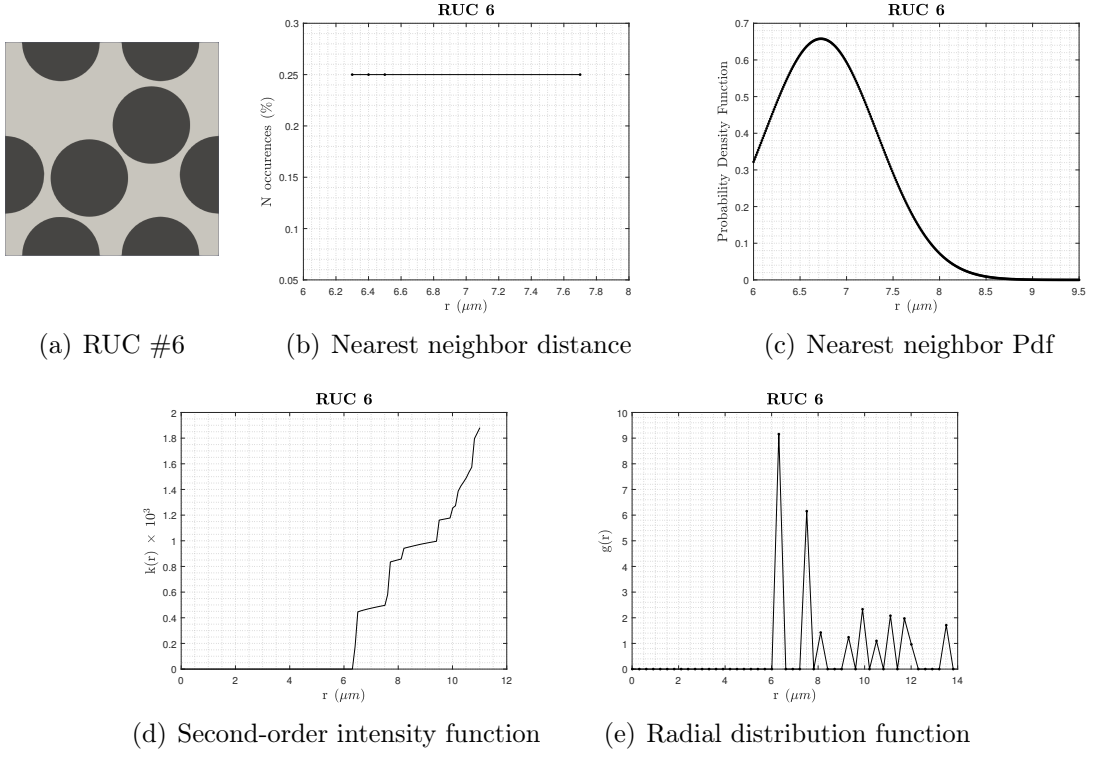 RUC 6
N occurences (%)
0.3
0.25
0.2
0.15
0.1
0.05
6 6.2 6.4 6.6 6.8 7 7.2 7.4 7.6 7.8 8
r (μm)
RUC 6
Probability Density Function
0.7
0.6
0.5
0.4
0.3
0.2
0.1
0
6 6.5 7 7.5 8 8.5 9 9.5
r (μm)
(a) RUC #6
(b) Nearest neighbor distance
(c) Nearest neighbor Pdf
RUC 6
k(r) × 10³
2
1.8
1.6
1.4
1.2
1
0.8
0.6
0.4
0.2
0
0 2 4 6 8 10 12
r (μm)
RUC 6
g(r)
10
9
8
7
6
5
4
3
2
1
0
0 2 4 6 8 10 12 14
r (μm)
(d) Second-order intensity function
(e) Radial distribution function